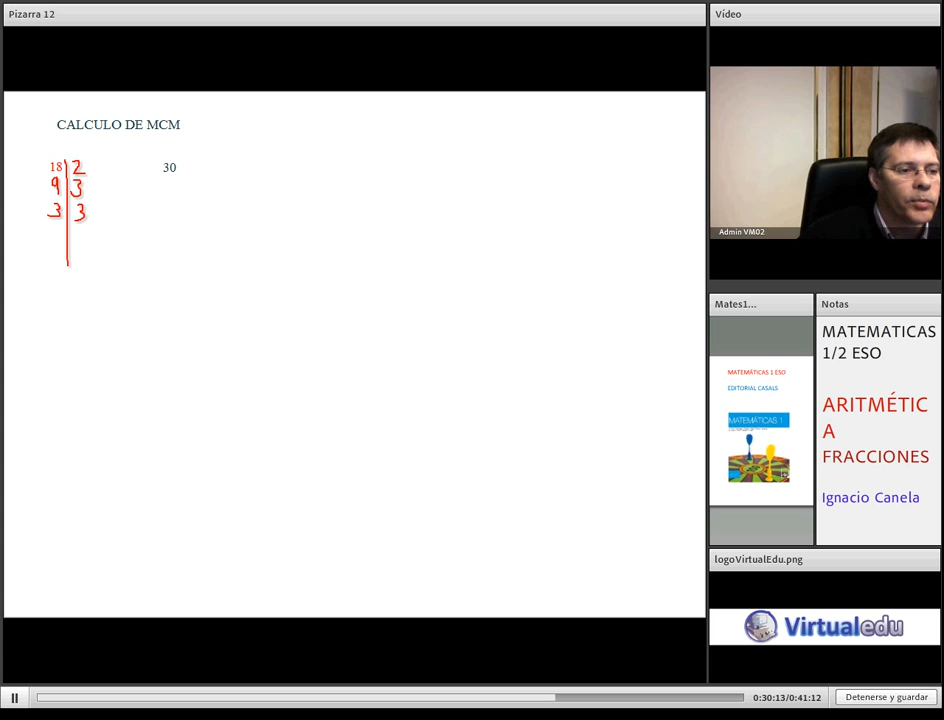 Pizarra 12
CALCULO DE MCM
18 2 30
9 3
3 3
Vídeo
Admin VM02
Mates1...
MATEMÁTICAS 1 ESO
EDITORIAL CASALS
MATEMÁTICAS 1
Notas
MATEMATICAS
1/2 ESO
ARITMÉTIC
A
FRACCIONES
Ignacio Canela
logoVirtualEdu.png
Virtualedu
0:30:13/0:41:12
Detenerse y guardar